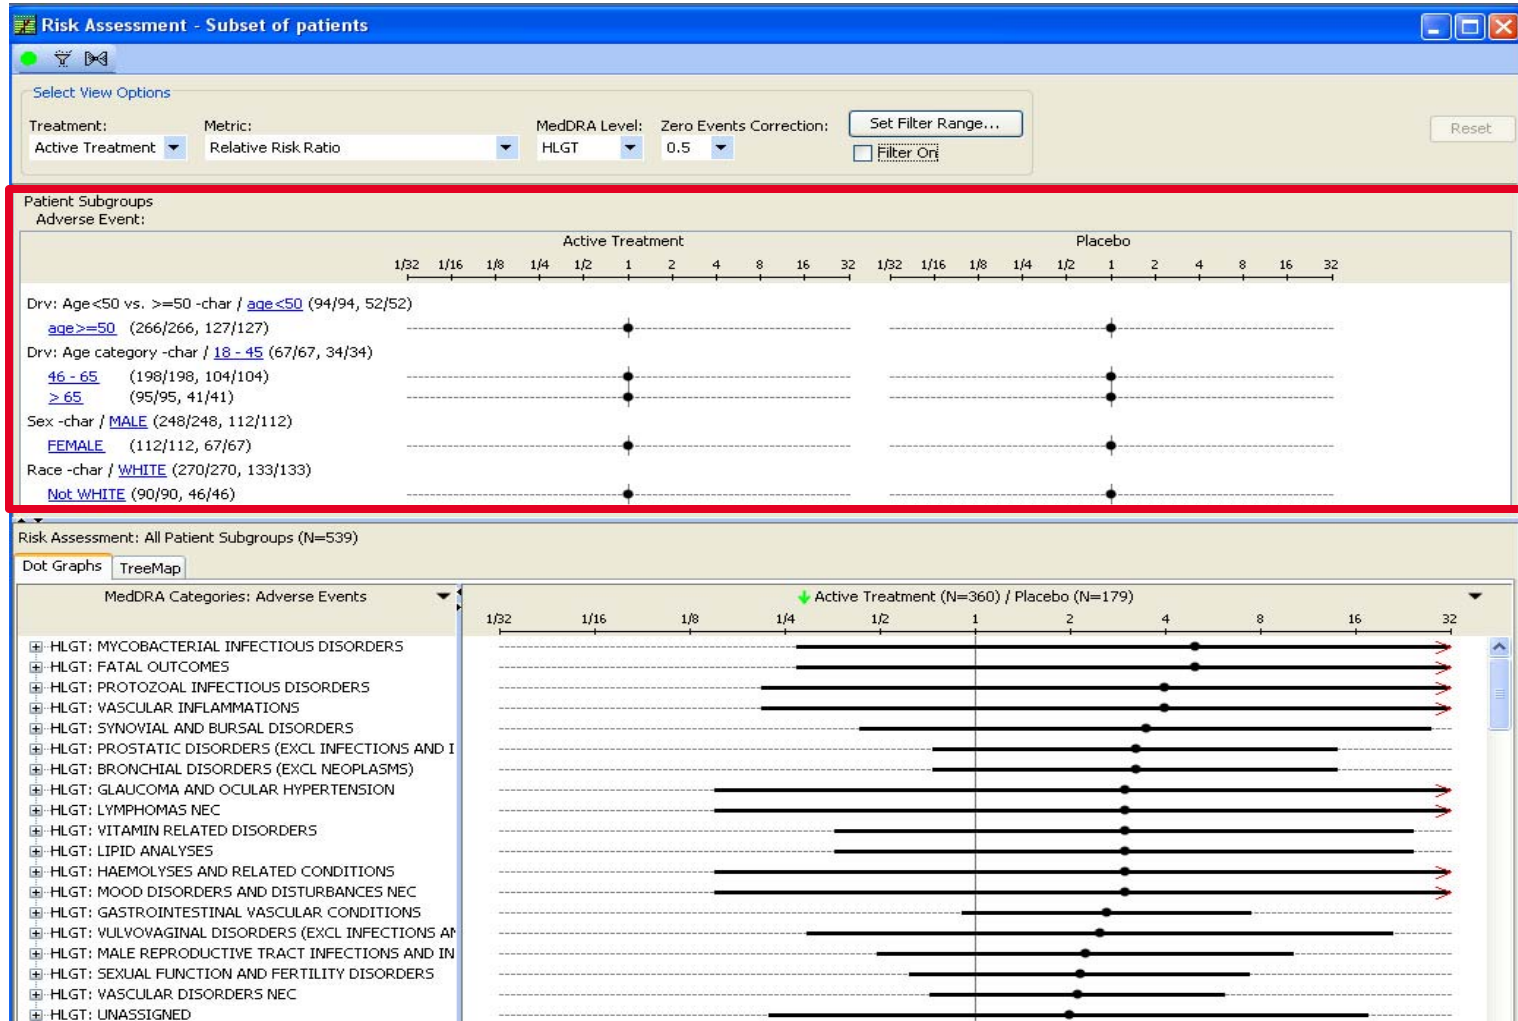 Risk Assessment - Subset of patients
Select View Options
Treatment: Metric: MedDRA Level: Zero Events Correction: Set Filter Range... Reset
Active Treatment Relative Risk Ratio HLGT 0.5 Filter On
Patient Subgroups
Adverse Event:
Active Treatment Placebo
1/32 1/16 1/8 1/4 1/2 1 2 4 8 16 32 1/32 1/16 1/8 1/4 1/2 1 2 4 8 16 32
Drv: Age<50 vs. >=50 -char / age<50 (94/94, 52/52)
age>=50 (266/266, 127/127)
Drv: Age category -char / 18 - 45 (67/67, 34/34)
46 - 65 (198/198, 104/104)
> 65 (95/95, 41/41)
Sex -char / MALE (248/248, 112/112)
FEMALE (112/112, 67/67)
Race -char / WHITE (270/270, 133/133)
Not WHITE (90/90, 46/46)
Risk Assessment: All Patient Subgroups (N=539)
Dot Graphs TreeMap
MedDRA Categories: Adverse Events Active Treatment (N=360) / Placebo (N=179)
1/32 1/16 1/8 1/4 1/2 1 2 4 8 16 32
HLGT: MYCOBACTERIAL INFECTIOUS DISORDERS
HLGT: FATAL OUTCOMES
HLGT: PROTOZOAL INFECTIOUS DISORDERS
HLGT: VASCULAR INFLAMMATIONS
HLGT: SYNOVIAL AND BURSAL DISORDERS
HLGT: PROSTATIC DISORDERS (EXCL INFECTIONS AND I
HLGT: BRONCHIAL DISORDERS (EXCL NEOPLASMS)
HLGT: GLAUCOMA AND OCULAR HYPERTENSION
HLGT: LYMPHOMAS NEC
HLGT: VITAMIN RELATED DISORDERS
HLGT: LIPID ANALYSES
HLGT: HAEMOLYSES AND RELATED CONDITIONS
HLGT: MOOD DISORDERS AND DISTURBANCES NEC
HLGT: GASTROINTESTINAL VASCULAR CONDITIONS
HLGT: VULVOVAGINAL DISORDERS (EXCL INFECTIONS AN
HLGT: MALE REPRODUCTIVE TRACT INFECTIONS AND IN
HLGT: SEXUAL FUNCTION AND FERTILITY DISORDERS
HLGT: VASCULAR DISORDERS NEC
HLGT: UNASSIGNED